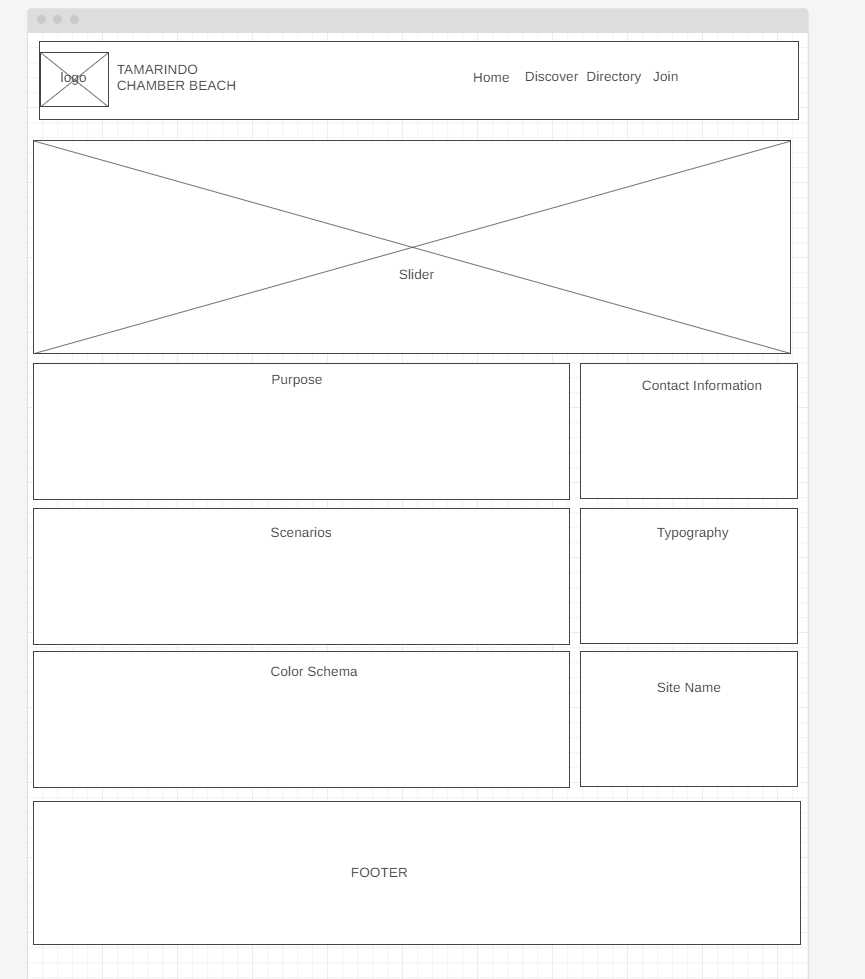 logo
TAMARINDO
CHAMBER BEACH
Home Discover Directory Join
Slider
Purpose
Contact Information
Scenarios
Typography
Color Schema
Site Name
FOOTER